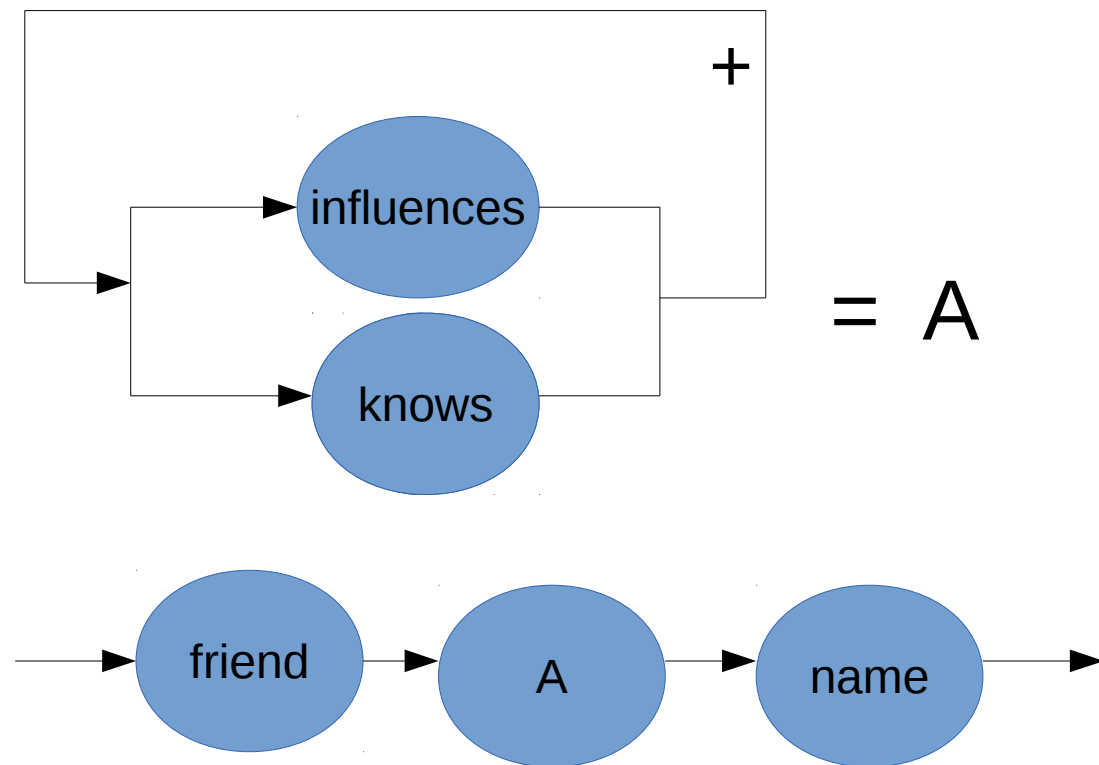 +
influences
= A
knows
friend
A
name